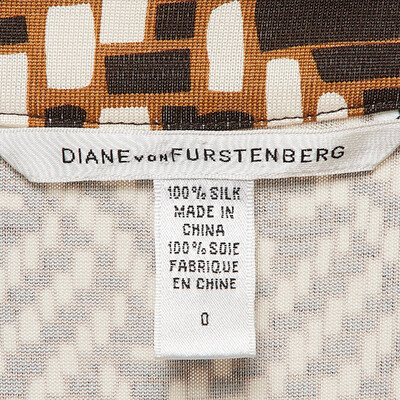 DIANE VON FURSTENBERG
100% SILK
MADE IN
CHINA
100% SOIE
FABRIQUE
EN CHINE
0